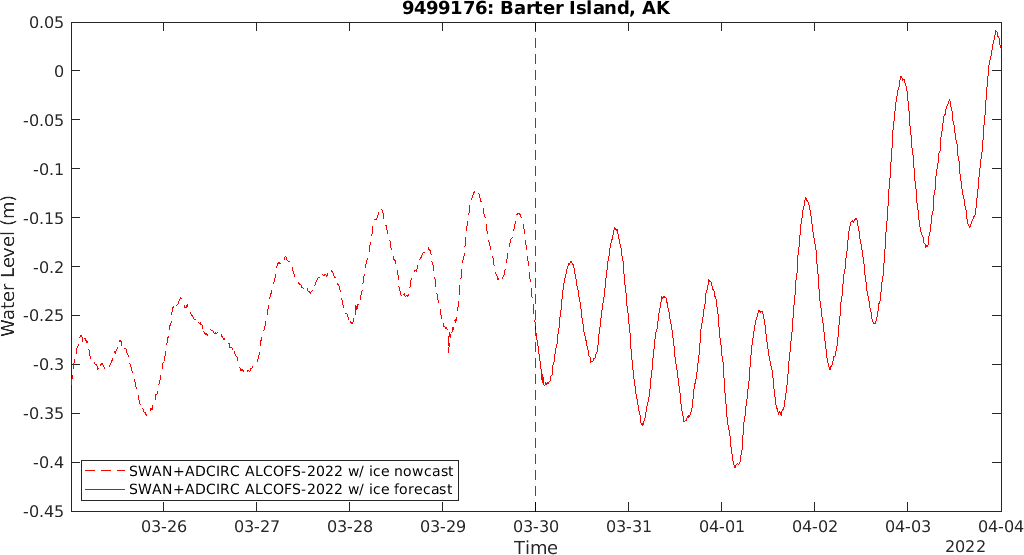 9499176: Barter Island, AK
0.05
0
-0.05
-0.1
-0.15
-0.2
-0.25
-0.3
-0.35
-0.4
-0.45
Water Level (m)
SWAN+ADCIRC ALCOFS-2022 w/ ice nowcast
SWAN+ADCIRC ALCOFS-2022 w/ ice forecast
03-26 03-27 03-28 03-29 03-30 03-31 04-01 04-02 04-03 04-04
Time
2022